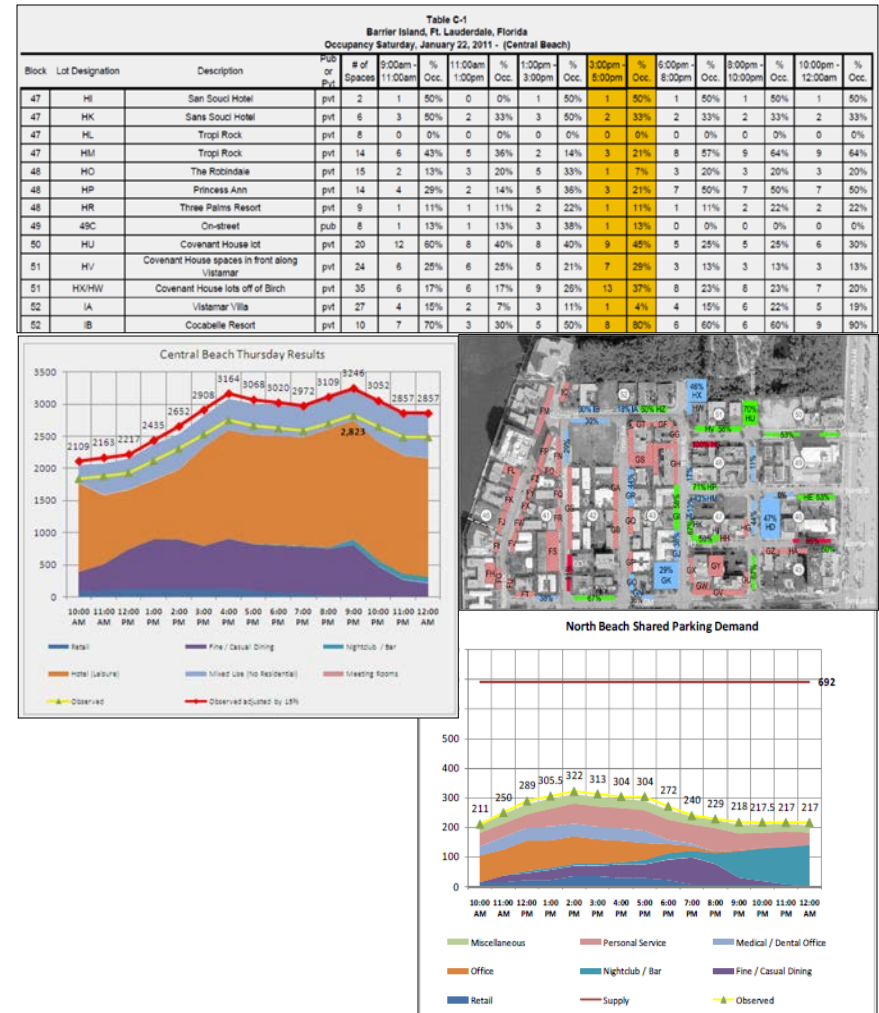 Table C-1
Barrier Island, Ft. Lauderdale, Florida
Occupancy Saturday, January 22, 2011 - (Central Beach)
Block Lot Designation Description Pub or Pvt # of Spaces 9:00am - 11:00am % Occ. 11:00am 1:00pm % Occ. 1:00pm - 3:00pm % Occ. 3:00pm - 5:00pm % Occ. 6:00pm - 8:00pm % Occ. 8:00pm - 10:00pm % Occ. 10:00pm - 12:00am % Occ.
47 HI San Souci Hotel pvt 2 1 50% 0 0% 1 50% 1 50% 1 50% 1 50% 1 50%
47 HK Sans Souci Hotel pvt 6 3 50% 2 33% 3 50% 2 33% 2 33% 2 33% 2 33%
47 HL Tropi Rock pvt 8 0 0% 0 0% 0 0% 0 0% 0 0% 0 0% 0 0%
47 HM Tropi Rock pvt 14 6 43% 5 36% 2 14% 3 21% 8 57% 9 64% 9 64%
48 HO The Robindale pvt 15 2 13% 3 20% 5 33% 1 7% 3 20% 3 20% 3 20%
48 HP Princess Ann pvt 14 4 29% 2 14% 5 36% 3 21% 7 50% 7 50% 7 50%
48 HR Three Palms Resort pvt 9 1 11% 1 11% 2 22% 1 11% 1 11% 2 22% 2 22%
49 49C On-street pub 8 1 13% 1 13% 3 38% 1 13% 0 0% 0 0% 0 0%
50 HU Covenant House lot pvt 20 12 60% 8 40% 8 40% 9 45% 5 25% 5 25% 6 30%
51 HV Covenant House spaces in front along Vistamar pvt 24 6 25% 6 25% 5 21% 7 29% 3 13% 3 13% 3 13%
51 HX/HW Covenant House lots off of Birch pvt 35 6 17% 6 17% 9 26% 13 37% 8 23% 8 23% 7 20%
52 IA Vistamar Villa pvt 27 4 15% 2 7% 3 11% 1 4% 4 15% 6 22% 5 19%
52 IB Cocabelle Resort pvt 10 7 70% 3 30% 5 50% 8 80% 6 60% 6 60% 9 90%
Central Beach Thursday Results
3500
3000
2500
2000
1500
1000
500
0
2109 2163 2217 2435 2652 2908 3164 3068 3020 2972 3109 3246 3052 2857 2857
2,823
10:00 AM 11:00 AM 12:00 PM 1:00 PM 2:00 PM 3:00 PM 4:00 PM 5:00 PM 6:00 PM 7:00 PM 8:00 PM 9:00 PM 10:00 PM 11:00 PM 12:00 AM
Retail Fine / Casual Dining Nightclub / Bar
Hotel (Leisure) Mixed Use (No Residential) Meeting Rooms
Observed Observed adjusted by 15%
48% HX
HW
70% HU
HV 58%
53%
GS
GH
47% HD
HE 53%
29% GK
GX
GY
GW
GV
GZ
FS
FT
67%
North Beach Shared Parking Demand
692
500
400
300
200
100
0
211 250 289 305.5 322 313 304 304 272 240 229 218 217.5 217 217
10:00 AM 11:00 AM 12:00 PM 1:00 PM 2:00 PM 3:00 PM 4:00 PM 5:00 PM 6:00 PM 7:00 PM 8:00 PM 9:00 PM 10:00 PM 11:00 PM 12:00 AM
Miscellaneous Personal Service Medical / Dental Office
Office Nightclub / Bar Fine / Casual Dining
Retail Supply Observed